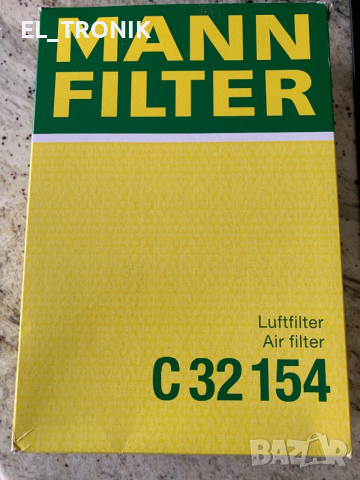 EL_TRONIK
MANN
FILTER
Luftfilter
Air filter
C 32 154
BAZAR